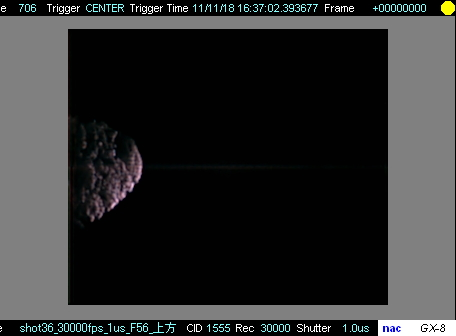 e 706 Trigger CENTER Trigger Time 11/11/18 16:37:02.393677 Frame +00000000
e shot36_30000fps_1us_F56_上方 CID 1555 Rec 30000 Shutter 1.0us nac GX-8